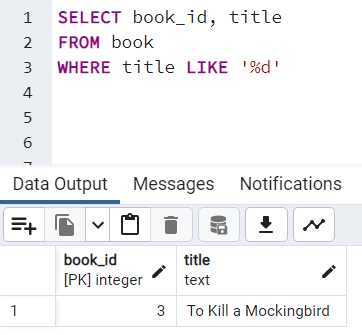 1 SELECT book_id, title
2 FROM book
3 WHERE title LIKE '%d'
4
5
6
7
Data Output Messages Notifications
book_id title
[PK] integer text
1 3 To Kill a Mockingbird